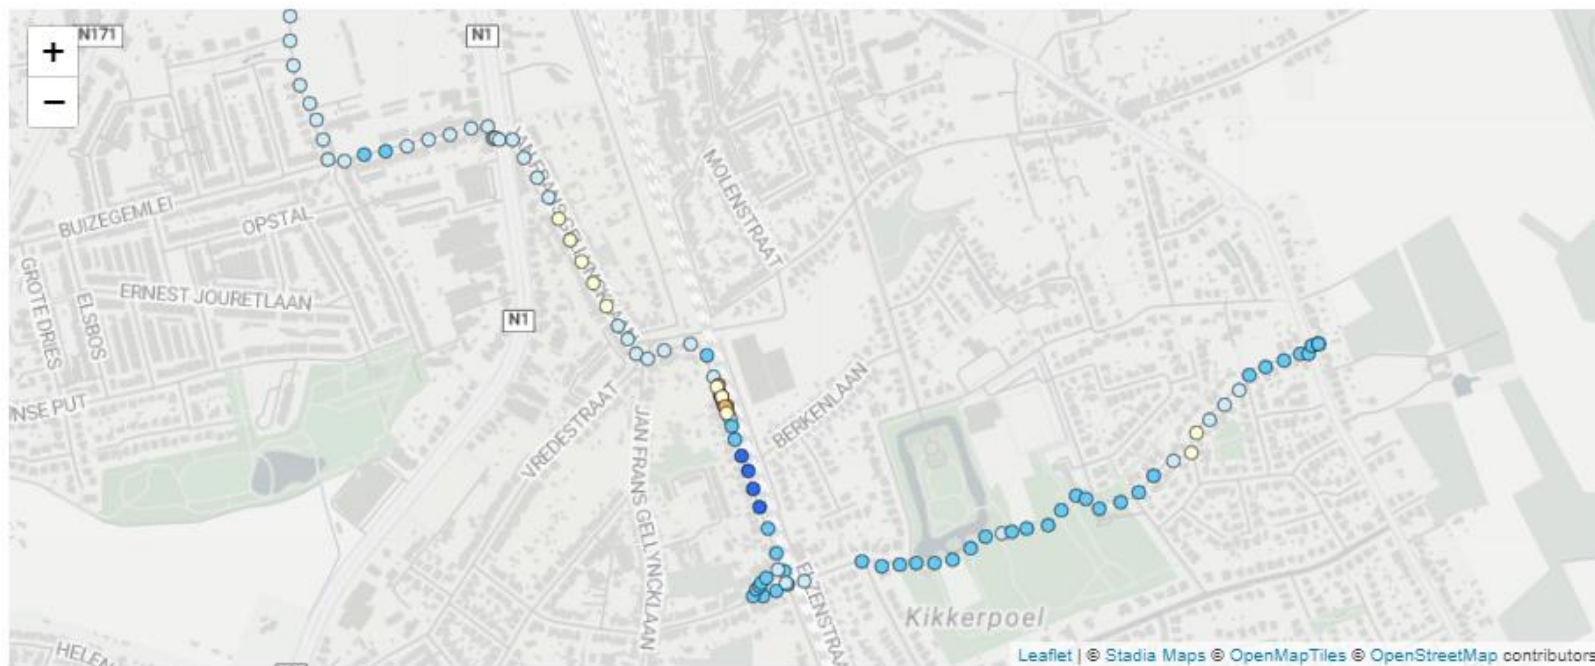 +
−
N171
N1
MOLENSTRAAT
BUIZEGEMLEI
OPSTAL
GROTE DRIES
ELSBOS
ERNEST JOURETLAAN
N1
NSE PUT
VREDESTRAAT
BERKENLAAN
JAN FRANS GELLYNCKLAAN
Kikkerpoel
HELEN
Leaflet | © Stadia Maps © OpenMapTiles © OpenStreetMap contributors